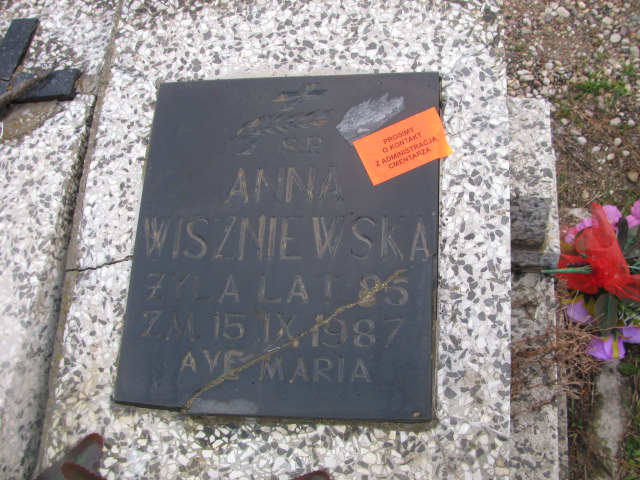 Ś.P.
ANNA
WISZNIEWSKA
ŻYŁA LAT 85
ZM. 15 IX. 1987
AVE MARIA
PROSIMY
O KONTAKT
Z ADMINISTRACJĄ
CMENTARZA